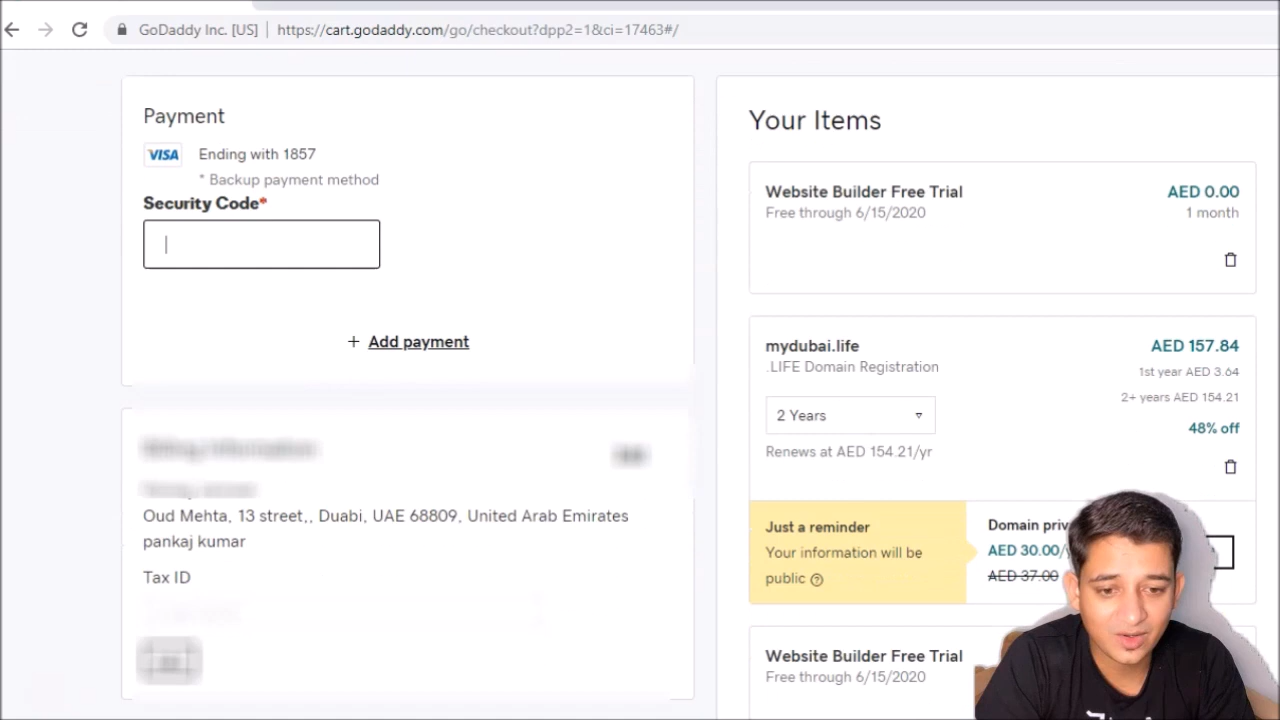 GoDaddy Inc. [US]
https://cart.godaddy.com/go/checkout?dpp2=1&ci=17463#/
Payment
VISA
Ending with 1857
* Backup payment method
Security Code*
+ Add payment
Oud Mehta, 13 street,, Duabi, UAE 68809, United Arab Emirates
pankaj kumar
Tax ID
Your Items
Website Builder Free Trial
AED 0.00
Free through 6/15/2020
1 month
mydubai.life
AED 157.84
.LIFE Domain Registration
1st year AED 3.64
2+ years AED 154.21
2 Years
48% off
Renews at AED 154.21/yr
Just a reminder
Your information will be
public
Domain
AED 30.00/
AED 37.00
Website Builder Free Trial
Free through 6/15/2020